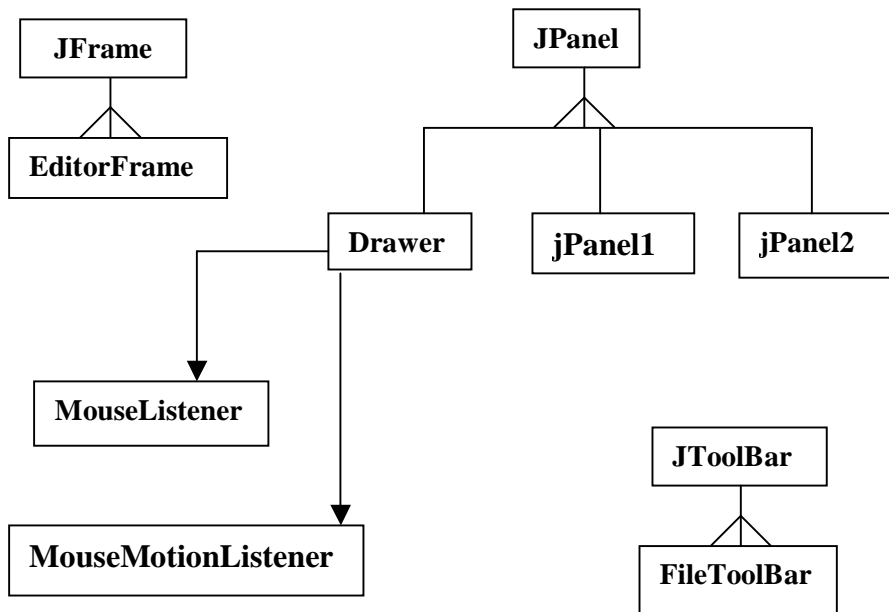 JFrame
JPanel
EditorFrame
Drawer
jPanel1
jPanel2
MouseListener
JToolBar
MouseMotionListener
FileToolBar